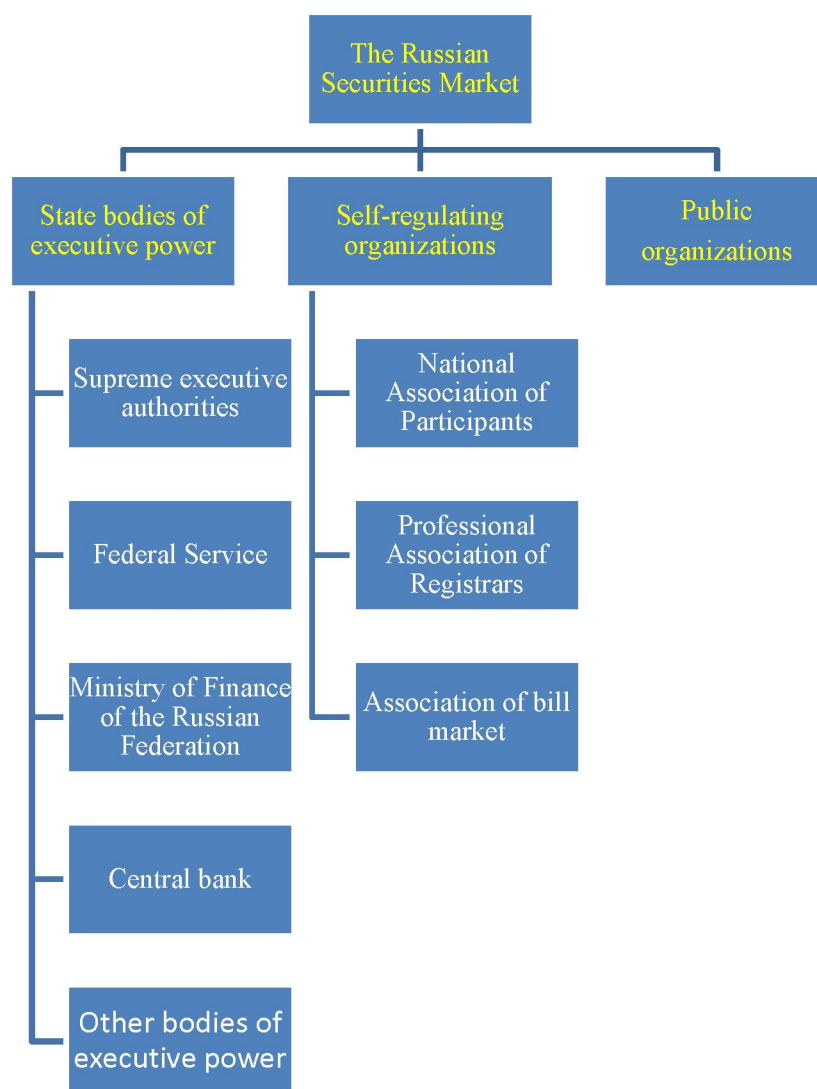 The Russian
Securities Market
State bodies of
executive power
Self-regulating
organizations
Public
organizations
Supreme executive
authorities
Federal Service
Ministry of Finance
of the Russian
Federation
Central bank
Other bodies of
executive power
National
Association of
Participants
Professional
Association of
Registrars
Association of bill
market